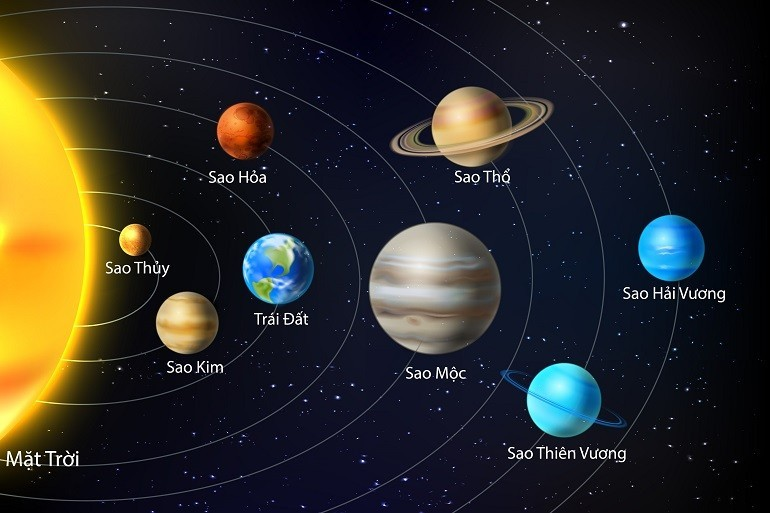 Sao Hỏa
Sao Thổ
Sao Thủy
Sao Hải Vương
Trái Đất
Sao Kim
Sao Mộc
Sao Thiên Vương
Mặt Trời